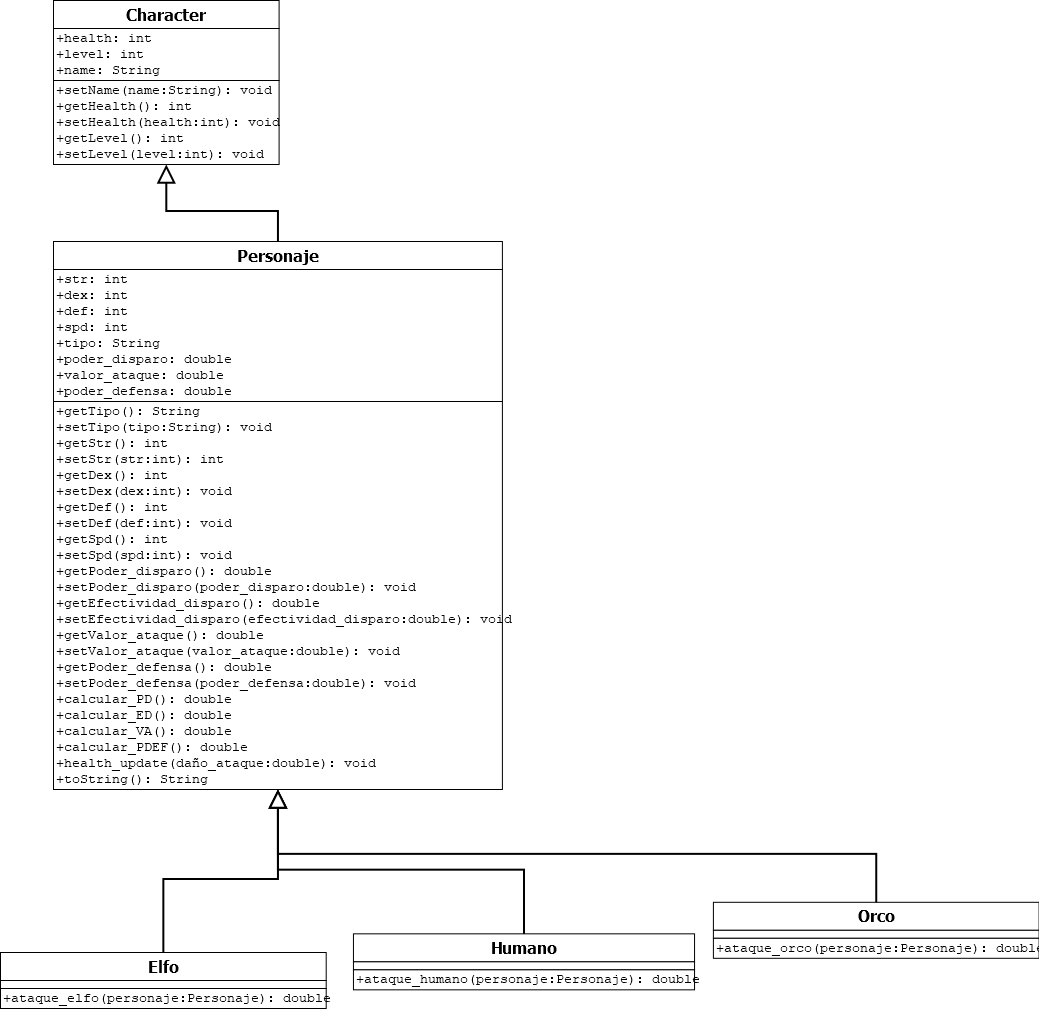 Character
+health: int
+level: int
+name: String
+setName(name:String): void
+getHealth(): int
+setHealth(health:int): void
+getLevel(): int
+setLevel(level:int): void
Personaje
+str: int
+dex: int
+def: int
+spd: int
+tipo: String
+poder_disparo: double
+valor_ataque: double
+poder_defensa: double
+getTipo(): String
+setTipo(tipo:String): void
+getStr(): int
+setStr(str:int): int
+getDex(): int
+setDex(dex:int): void
+getDef(): int
+setDef(def:int): void
+getSpd(): int
+setSpd(spd:int): void
+getPoder_disparo(): double
+setPoder_disparo(poder_disparo:double): void
+getEfectividad_disparo(): double
+setEfectividad_disparo(efectividad_disparo:double): void
+getValor_ataque(): double
+setValor_ataque(valor_ataque:double): void
+getPoder_defensa(): double
+setPoder_defensa(poder_defensa:double): void
+calcular_PD(): double
+calcular_ED(): double
+calcular_VA(): double
+calcular_PDEF(): double
+health_update(daño_ataque:double): void
+toString(): String
Elfo
+ataque_elfo(personaje:Personaje): double
Humano
+ataque_humano(personaje:Personaje): double
Orco
+ataque_orco(personaje:Personaje): double